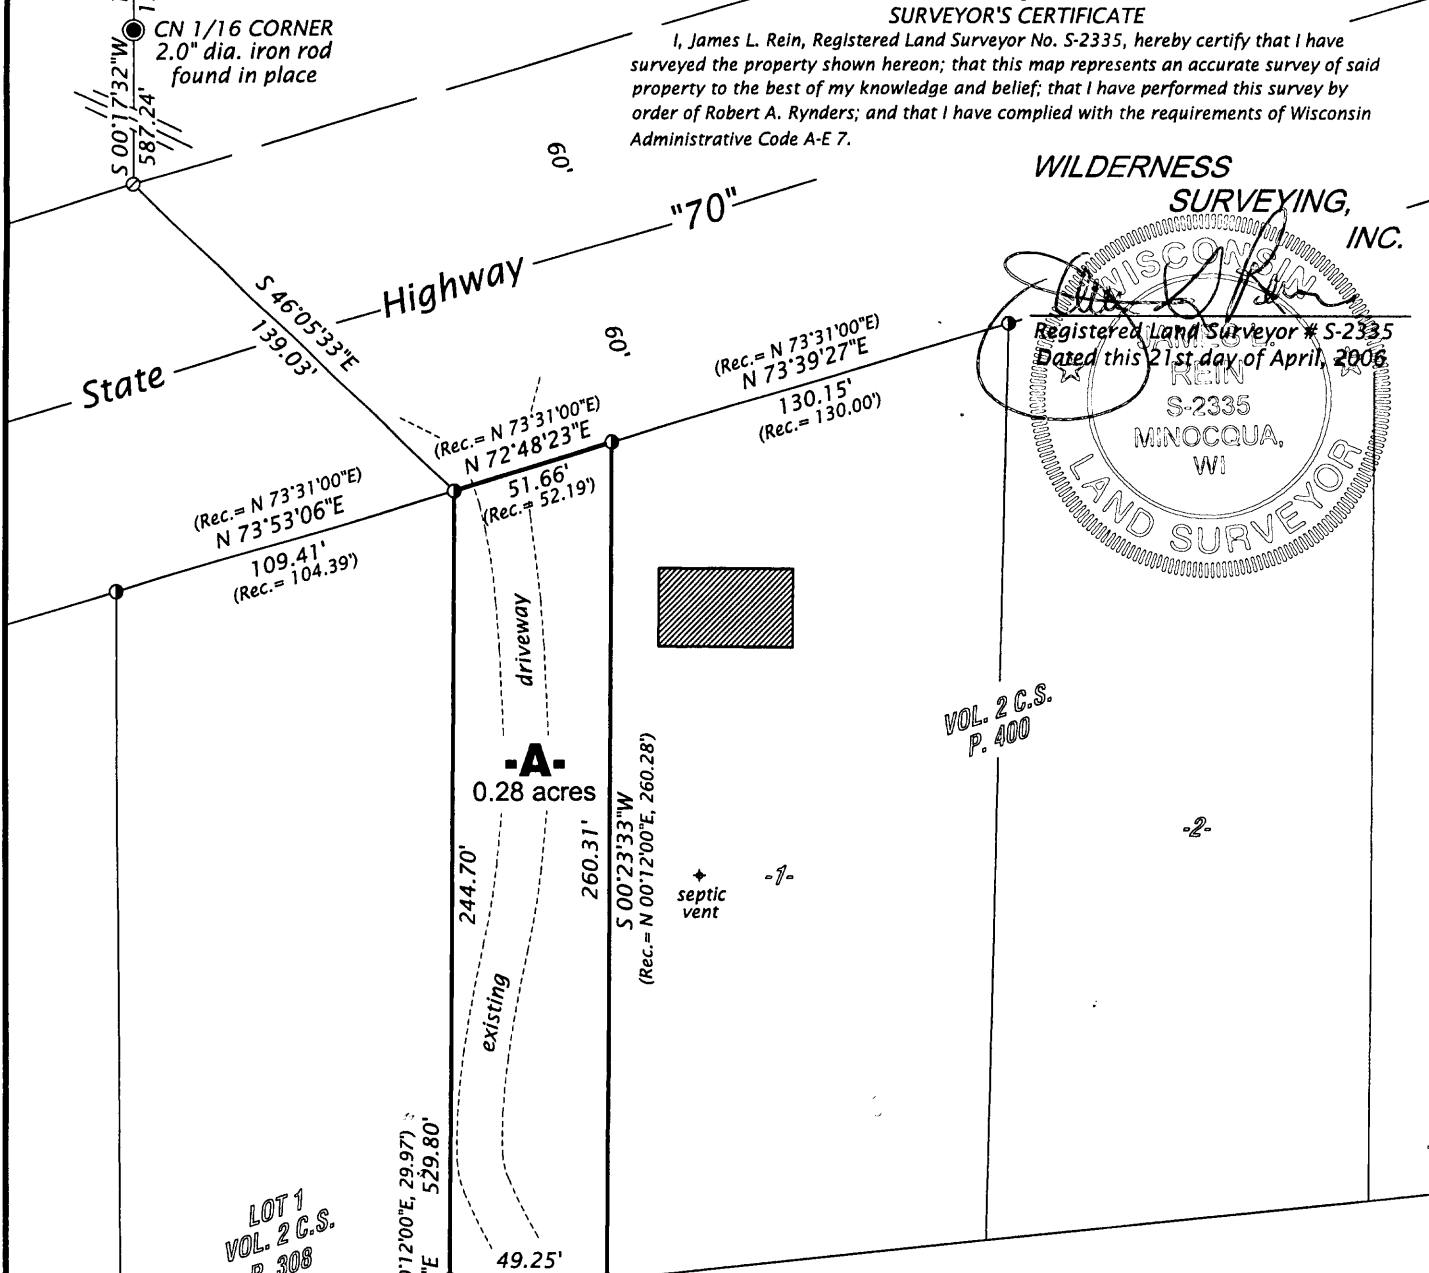 SURVEYOR'S CERTIFICATE
I, James L. Rein, Registered Land Surveyor No. S-2335, hereby certify that I have
surveyed the property shown hereon; that this map represents an accurate survey of said
property to the best of my knowledge and belief; that I have performed this survey by
order of Robert A. Rynders; and that I have complied with the requirements of Wisconsin
Administrative Code A-E 7.
CN 1/16 CORNER
2.0" dia. iron rod
found in place
S 00°17'32"W
587.24'
WILDERNESS
SURVEYING,
INC.
WISCONSIN
JAMES L.
REIN
S-2335
MINOCQUA,
WI
LAND SURVEYOR
Registered Land Surveyor # S-2335
Dated this 21st day of April, 2006
60'
State Highway "70"
60'
S 46°05'33"E
139.03'
(Rec.= N 73°31'00"E)
N 73°39'27"E
130.15'
(Rec.= 130.00')
(Rec.= N 73°31'00"E)
N 72°48'23"E
51.66'
(Rec.= 52.19')
(Rec.= N 73°31'00"E)
N 73°53'06"E
109.41'
(Rec.= 104.39')
driveway
VOL. 2 C.S.
P. 400
-A-
0.28 acres
244.70'
260.31'
S 00°23'33"W
(Rec.= N 00°12'00"E, 260.28')
septic
vent
-1-
-2-
existing
°12'00"E, 29.97')
"E 529.80'
LOT 1
VOL. 2 C.S.
P. 308
49.25'